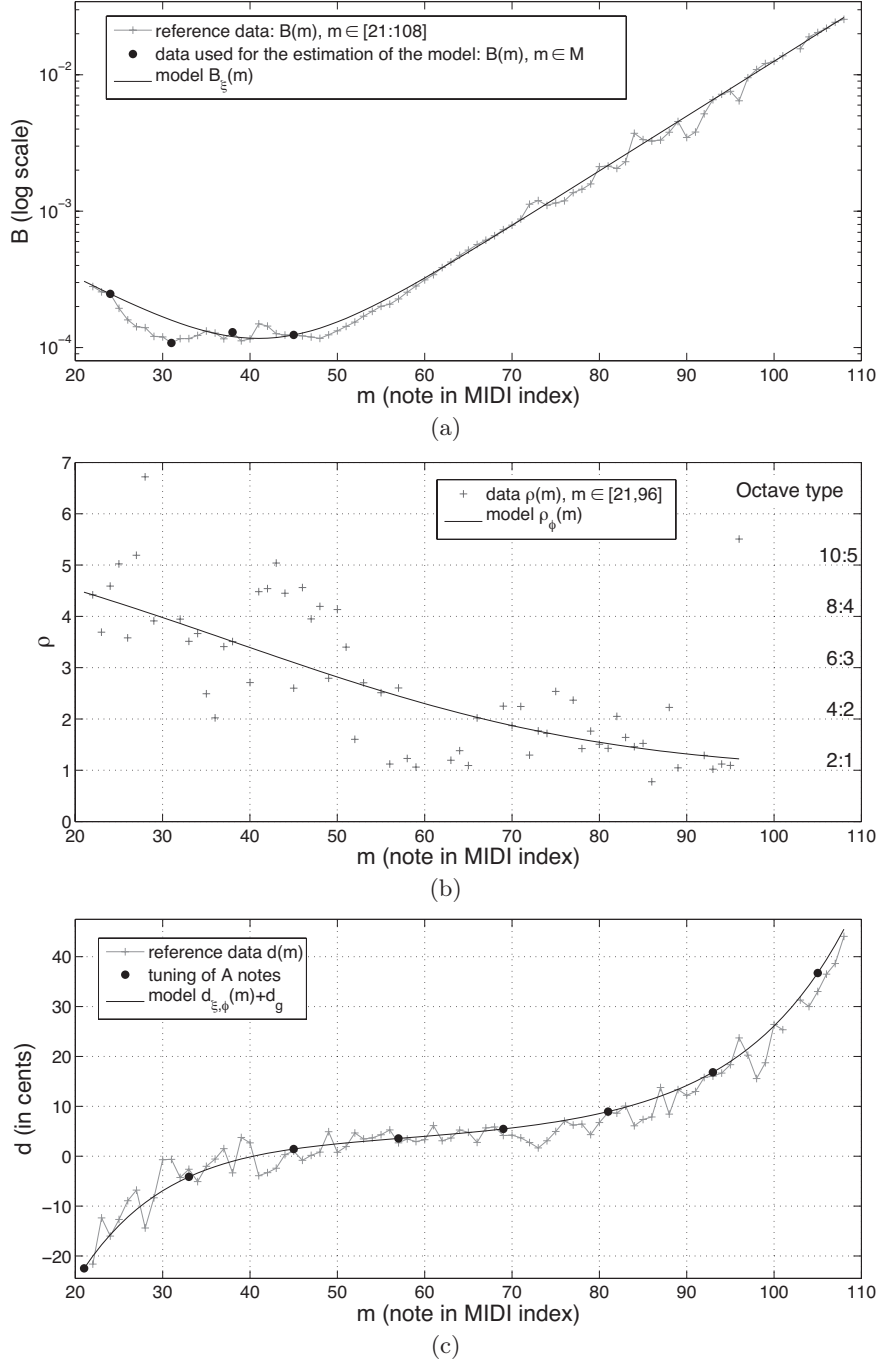 reference data: B(m), m ∈ [21:108]
data used for the estimation of the model: B(m), m ∈ M
model B_ξ(m)
B (log scale)
10^−2
10^−3
10^−4
20 30 40 50 60 70 80 90 100 110
m (note in MIDI index)
(a)
data ρ(m), m ∈ [21,96]
model ρ_ϕ(m)
Octave type
10:5
8:4
6:3
4:2
2:1
ρ
7
6
5
4
3
2
1
0
20 30 40 50 60 70 80 90 100 110
m (note in MIDI index)
(b)
reference data d(m)
tuning of A notes
model d_ξ,ϕ(m)+d_g
d (in cents)
40
30
20
10
0
−10
−20
20 30 40 50 60 70 80 90 100 110
m (note in MIDI index)
(c)